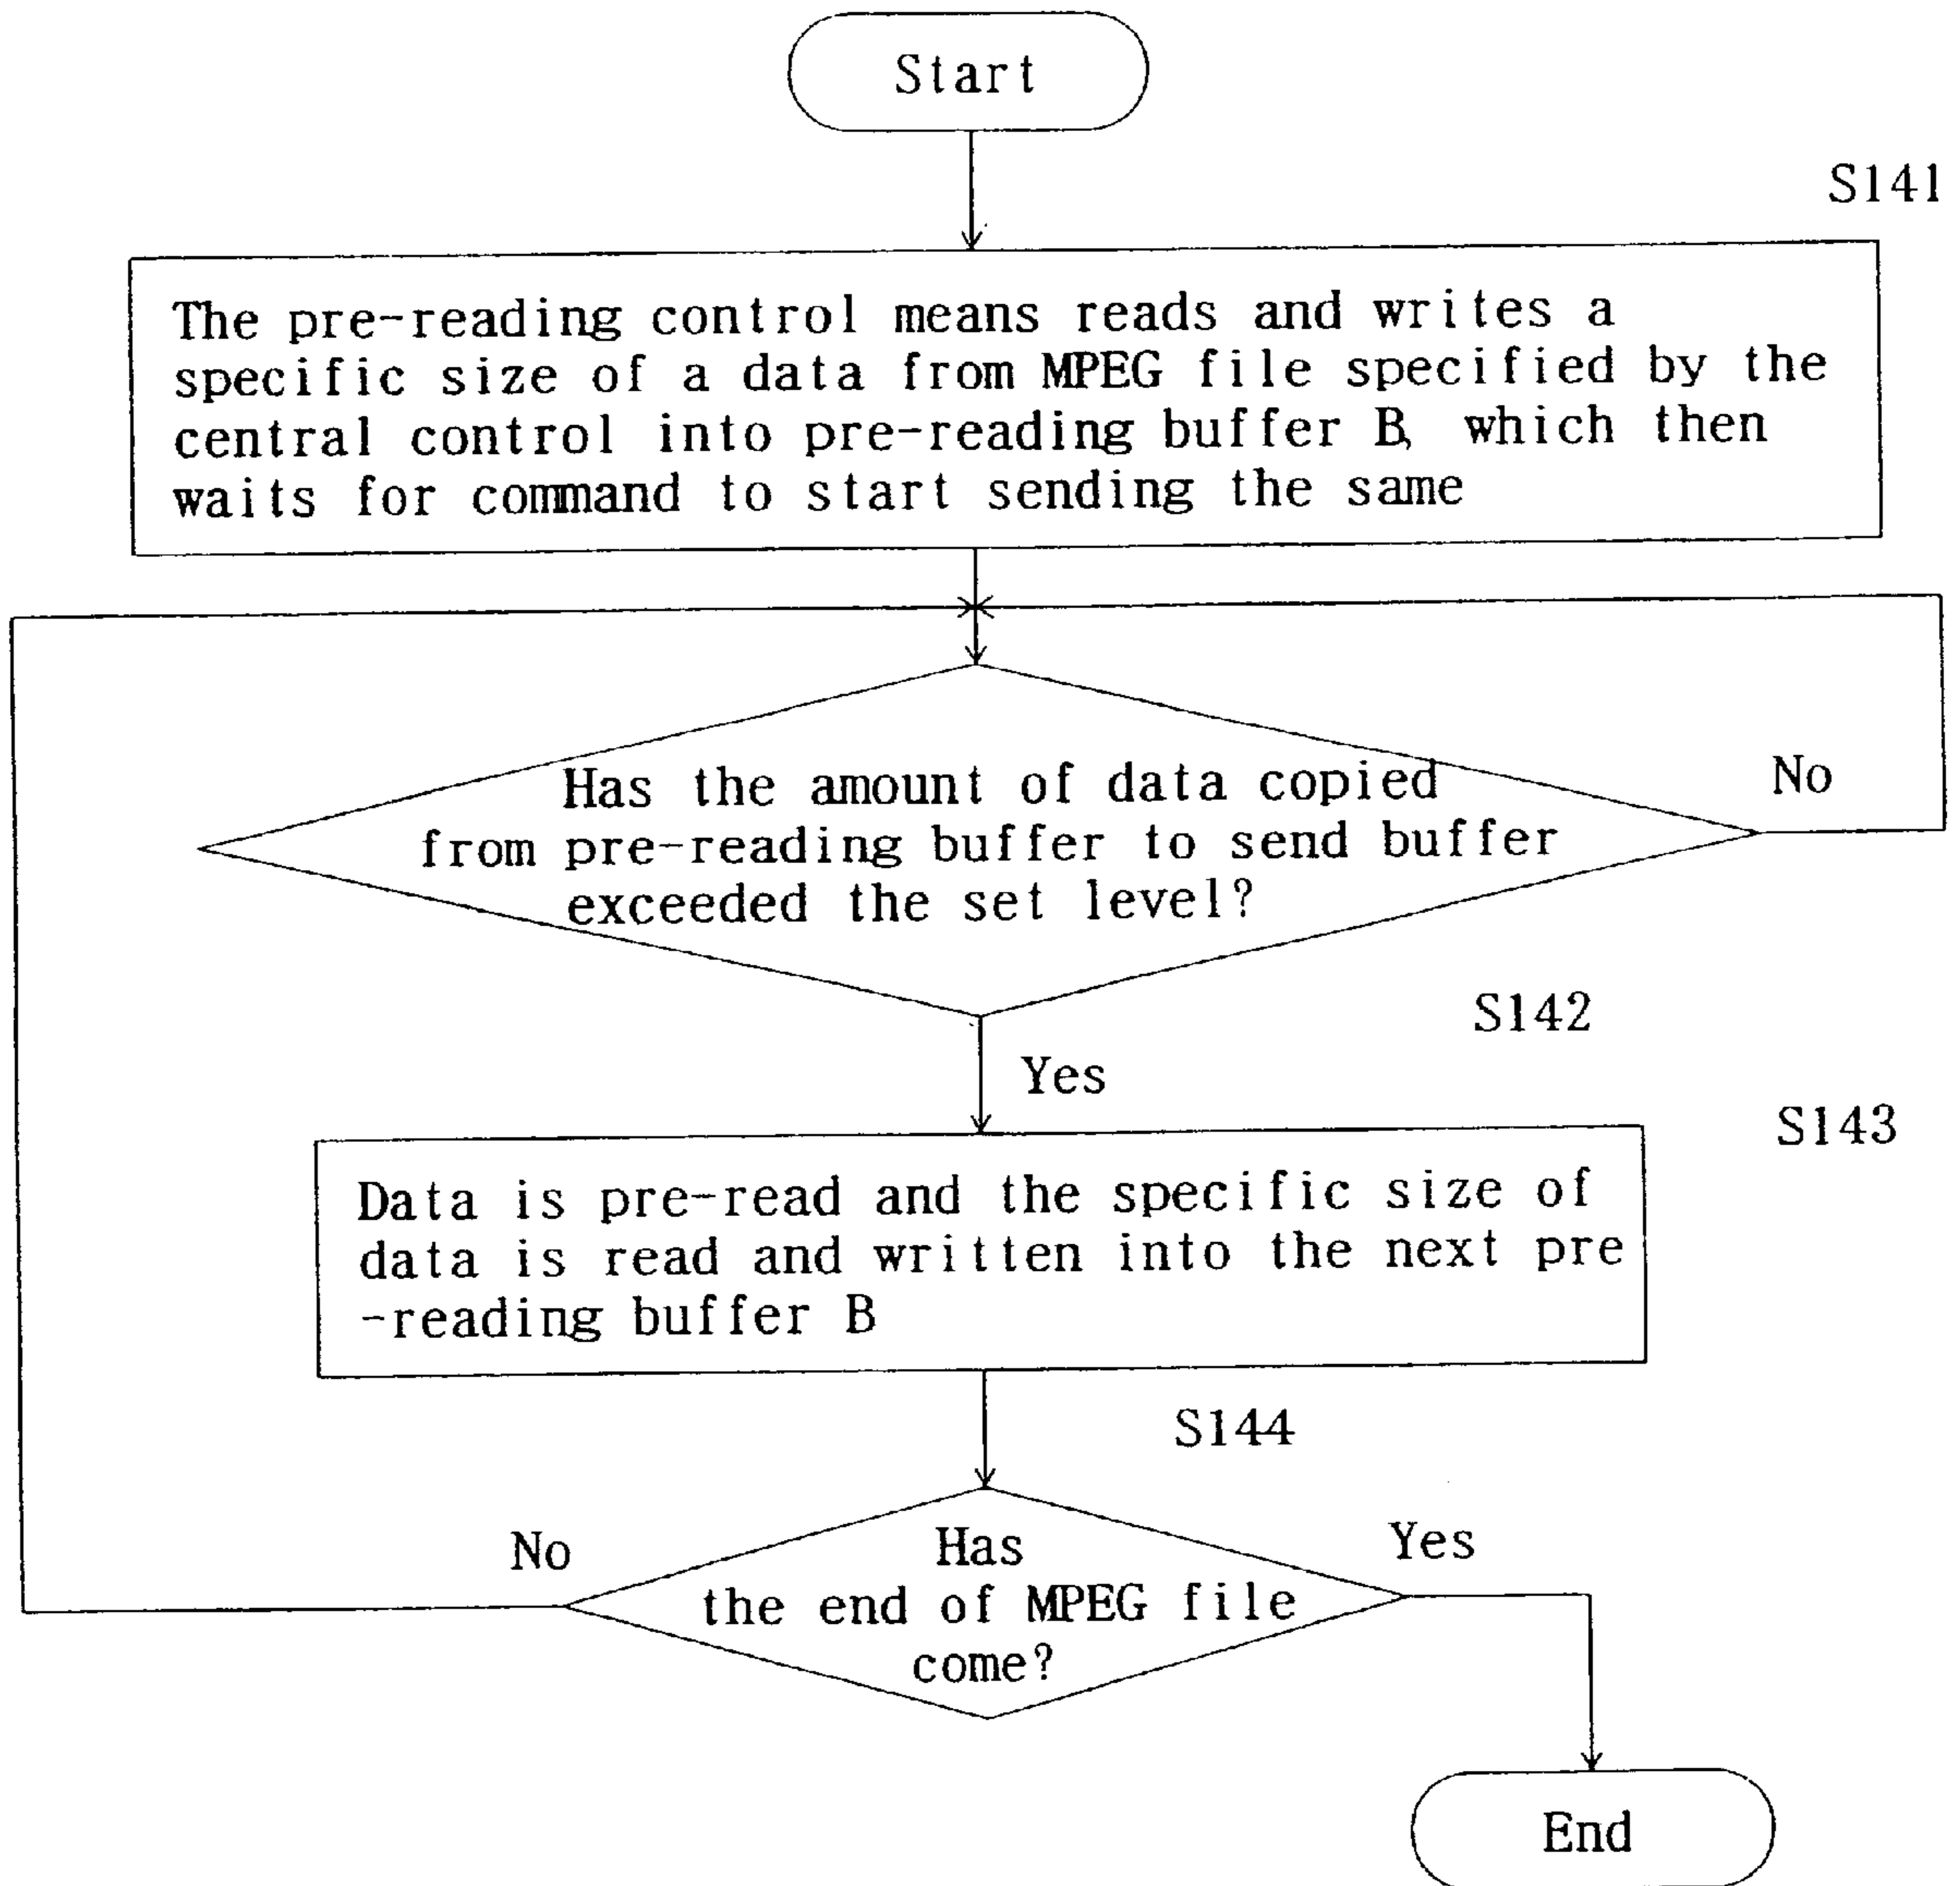 Start
S141
The pre-reading control means reads and writes a
specific size of a data from MPEG file specified by the
central control into pre-reading buffer B, which then
waits for command to start sending the same
Has the amount of data copied
from pre-reading buffer to send buffer
exceeded the set level?
No
S142
Yes
S143
Data is pre-read and the specific size of
data is read and written into the next pre
-reading buffer B
S144
No
Has
the end of MPEG file
come?
Yes
End